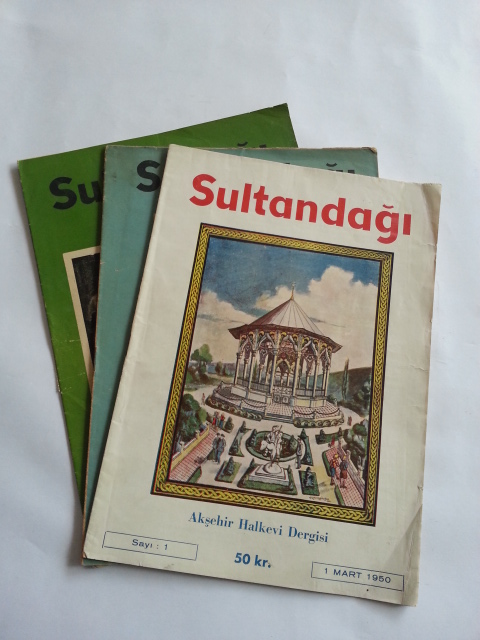 Sultandağı
Akşehir Halkevi Dergisi
Sayı : 1
50 kr.
1 MART 1950